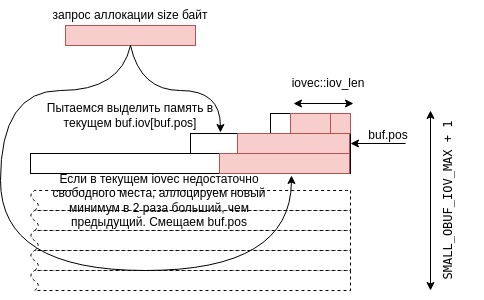 запрос аллокации size байт
iovec::iov_len
Пытаемся выделить память в
текущем buf.iov[buf.pos]
buf.pos
Если в текущем iovec недостаточно
свободного места, аллоцируем новый
минимум в 2 раза больший, чем
предыдущий. Смещаем buf.pos
SMALL_OBUF_IOV_MAX + 1